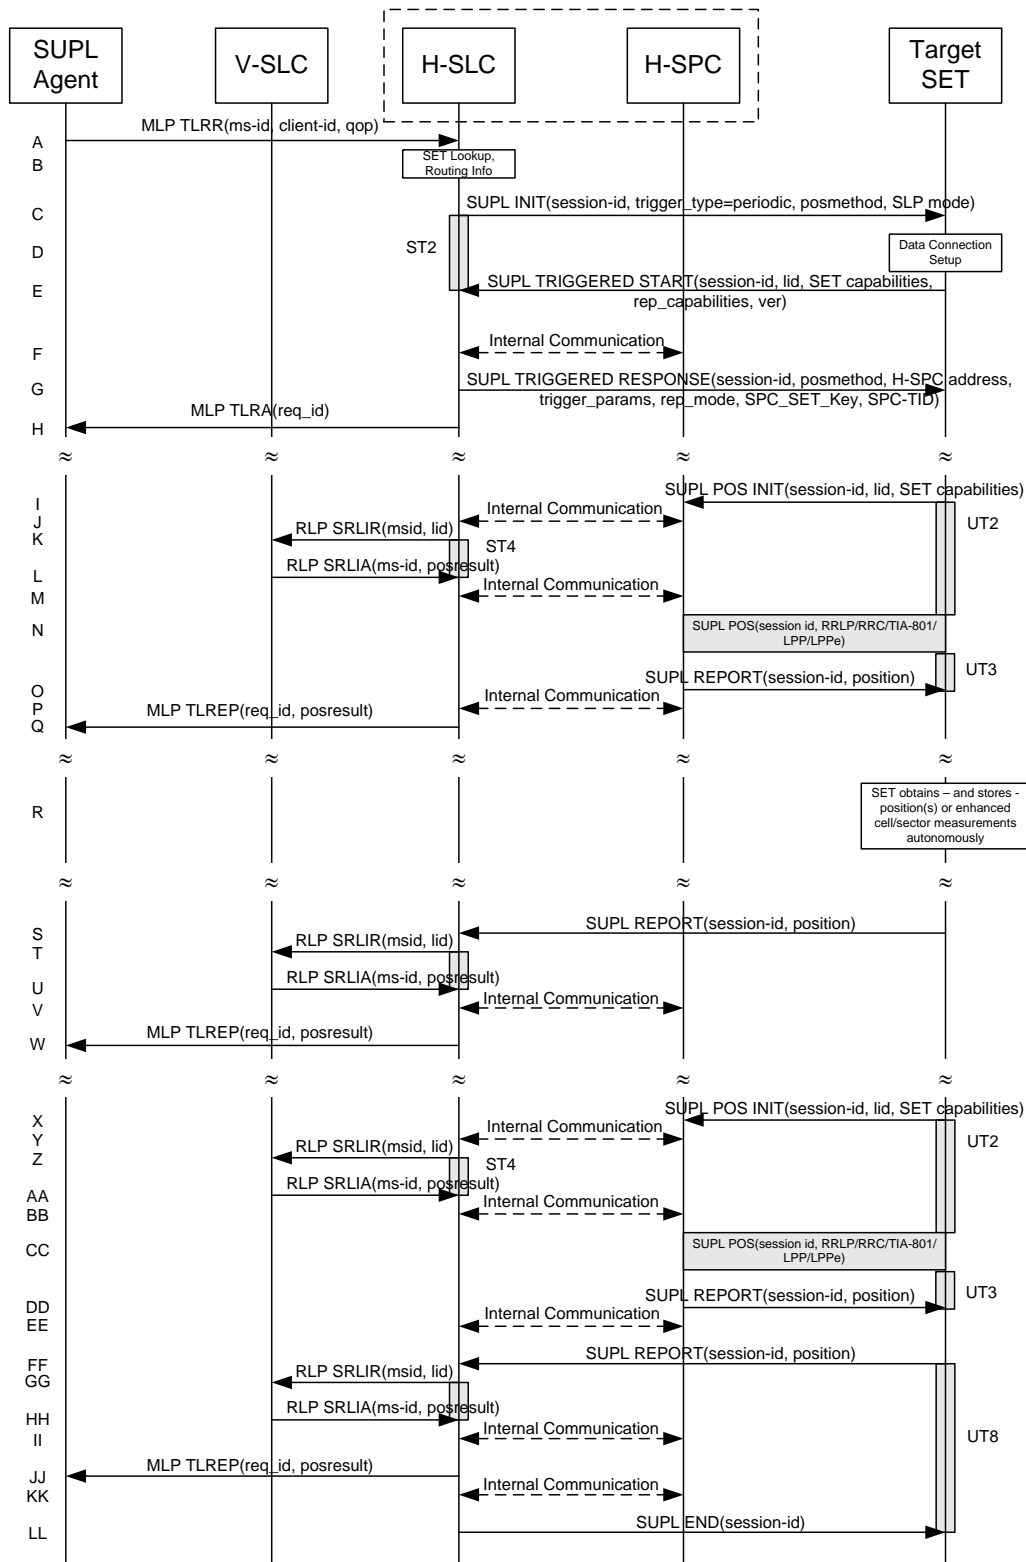 SUPL
Agent
V-SLC
H-SLC
H-SPC
Target
SET
A
MLP TLRR(ms-id, client-id, qop)
B
SET Lookup,
Routing Info
C
SUPL INIT(session-id, trigger_type=periodic, posmethod, SLP mode)
D
ST2
Data Connection
Setup
E
SUPL TRIGGERED START(session-id, lid, SET capabilities,
rep_capabilities, ver)
F
Internal Communication
G
SUPL TRIGGERED RESPONSE(session-id, posmethod, H-SPC address,
trigger_params, rep_mode, SPC_SET_Key, SPC-TID)
H
MLP TLRA(req_id)
≈ ≈ ≈ ≈ ≈
I
SUPL POS INIT(session-id, lid, SET capabilities)
J
Internal Communication
UT2
K
RLP SRLIR(msid, lid)
ST4
L
RLP SRLIA(ms-id, posresult)
M
Internal Communication
N
SUPL POS(session id, RRLP/RRC/TIA-801/
LPP/LPPe)
UT3
O
SUPL REPORT(session-id, position)
P
Internal Communication
Q
MLP TLREP(req_id, posresult)
≈ ≈ ≈ ≈ ≈
R
SET obtains – and stores -
position(s) or enhanced
cell/sector measurements
autonomously
≈ ≈ ≈ ≈ ≈
S
SUPL REPORT(session-id, position)
T
RLP SRLIR(msid, lid)
U
RLP SRLIA(ms-id, posresult)
V
Internal Communication
W
MLP TLREP(req_id, posresult)
≈ ≈ ≈ ≈ ≈
X
SUPL POS INIT(session-id, lid, SET capabilities)
Y
Internal Communication
UT2
Z
RLP SRLIR(msid, lid)
ST4
AA
RLP SRLIA(ms-id, posresult)
BB
Internal Communication
CC
SUPL POS(session id, RRLP/RRC/TIA-801/
LPP/LPPe)
UT3
DD
SUPL REPORT(session-id, position)
EE
Internal Communication
FF
SUPL REPORT(session-id, position)
GG
RLP SRLIR(msid, lid)
HH
RLP SRLIA(ms-id, posresult)
II
Internal Communication
UT8
JJ
MLP TLREP(req_id, posresult)
KK
Internal Communication
LL
SUPL END(session-id)